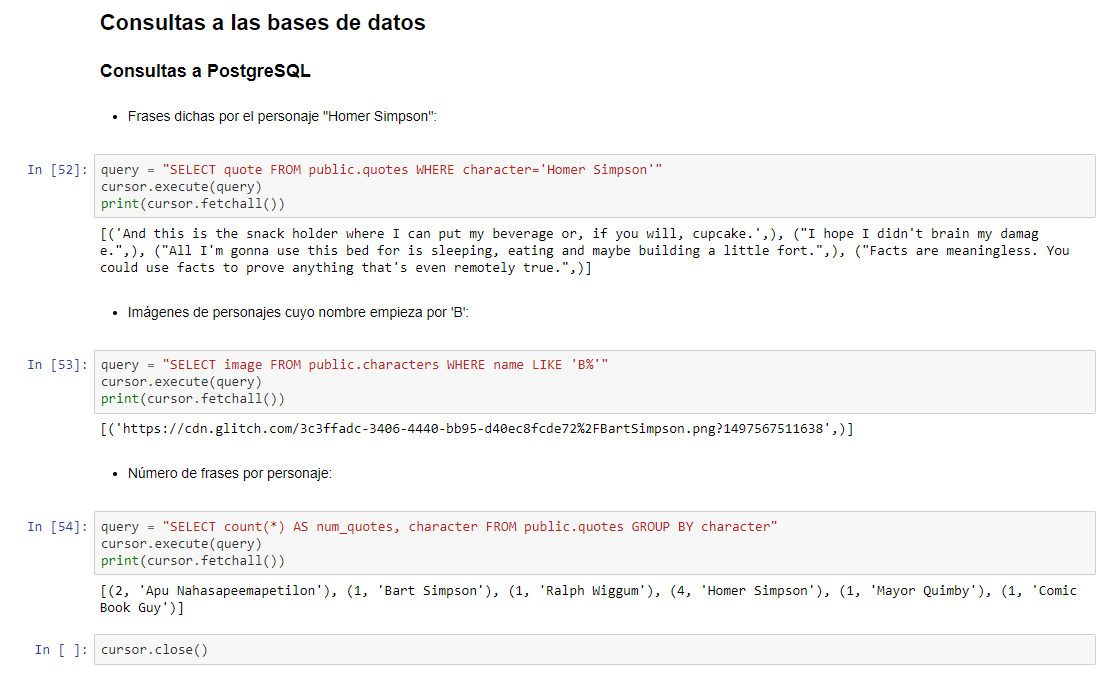 Consultas a las bases de datos
Consultas a PostgreSQL
• Frases dichas por el personaje "Homer Simpson":
In [52]: query = "SELECT quote FROM public.quotes WHERE character='Homer Simpson'"
cursor.execute(query)
print(cursor.fetchall())
[('And this is the snack holder where I can put my beverage or, if you will, cupcake.',), ("I hope I didn't brain my damag
e.",), ("All I'm gonna use this bed for is sleeping, eating and maybe building a little fort.",), ("Facts are meaningless. You
could use facts to prove anything that's even remotely true.",)]
• Imágenes de personajes cuyo nombre empieza por 'B':
In [53]: query = "SELECT image FROM public.characters WHERE name LIKE 'B%'"
cursor.execute(query)
print(cursor.fetchall())
[('https://cdn.glitch.com/3c3ffadc-3406-4440-bb95-d40ec8fcde72%2FBartSimpson.png?1497567511638',)]
• Número de frases por personaje:
In [54]: query = "SELECT count(*) AS num_quotes, character FROM public.quotes GROUP BY character"
cursor.execute(query)
print(cursor.fetchall())
[(2, 'Apu Nahasapeemapetilon'), (1, 'Bart Simpson'), (1, 'Ralph Wiggum'), (4, 'Homer Simpson'), (1, 'Mayor Quimby'), (1, 'Comic
Book Guy')]
In [ ]: cursor.close()